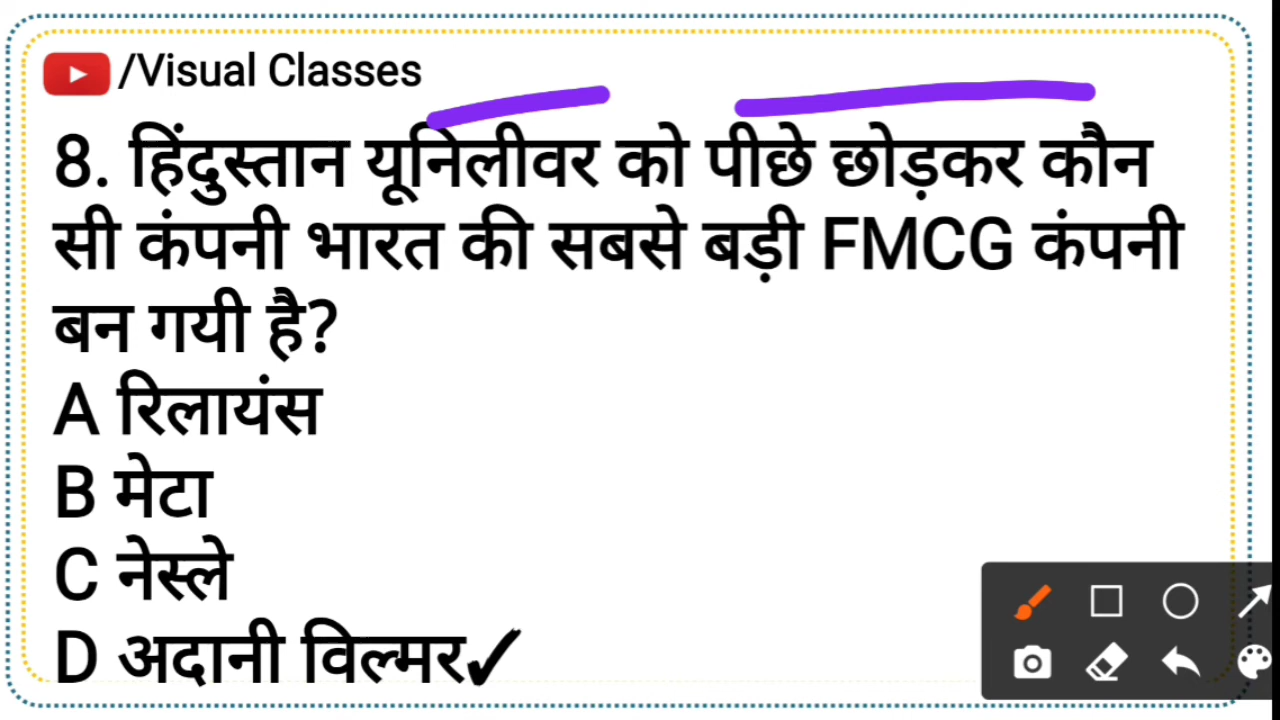 /Visual Classes
8. हिंदुस्तान यूनिलीवर को पीछे छोड़कर कौन
सी कंपनी भारत की सबसे बड़ी FMCG कंपनी
बन गयी है?
A रिलायंस
B मेटा
C नेस्ले
D अदानी विल्मर✓